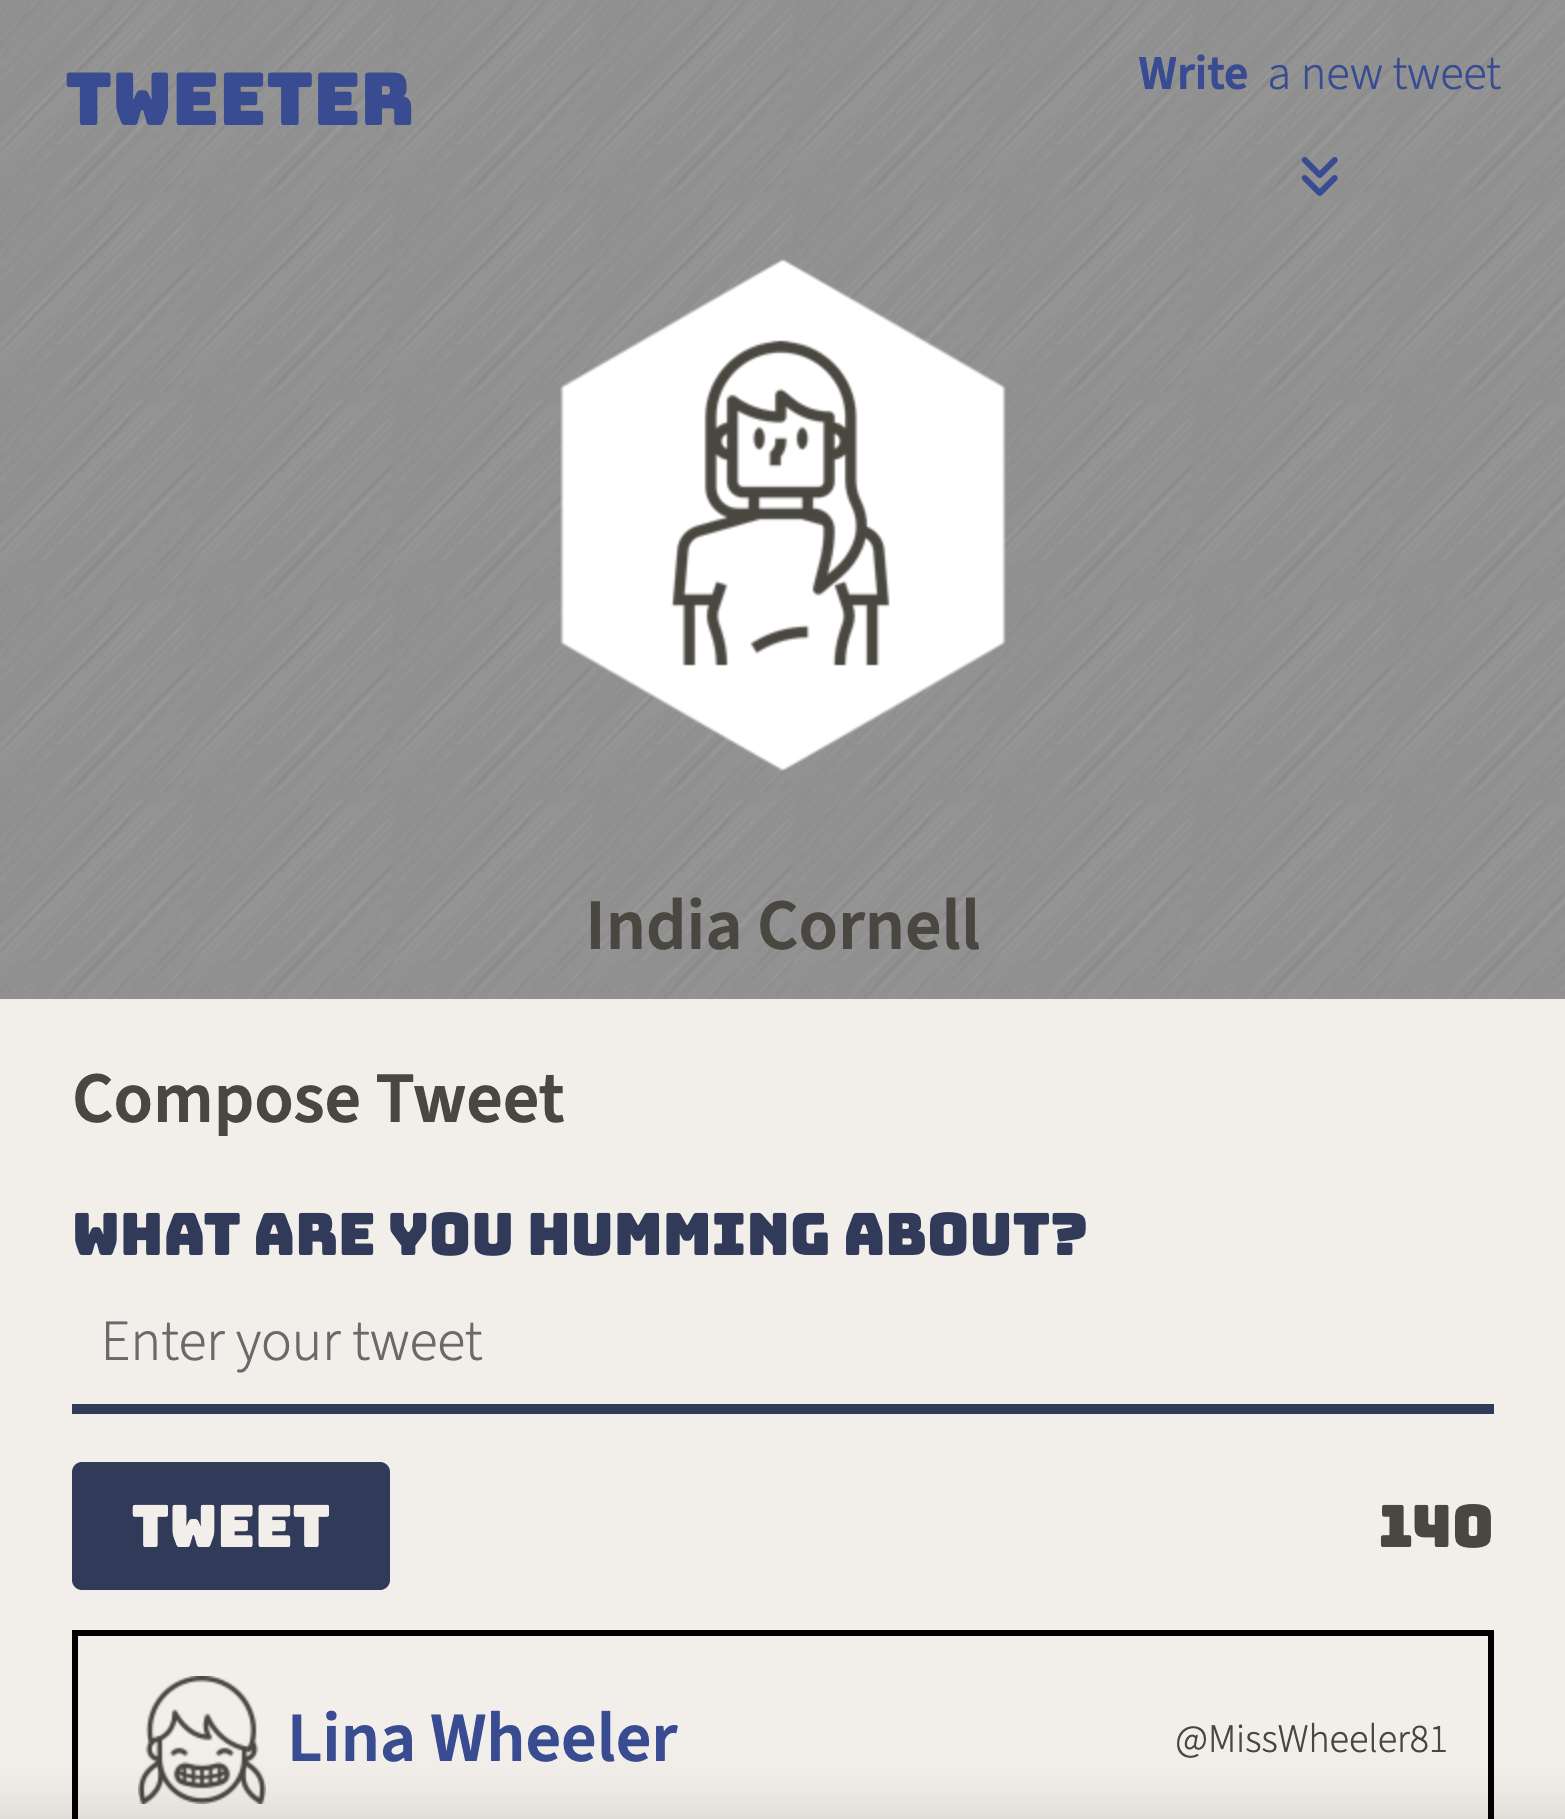 TWEETER
Write a new tweet
India Cornell
Compose Tweet
WHAT ARE YOU HUMMING ABOUT?
Enter your tweet
TWEET
140
Lina Wheeler
@MissWheeler81